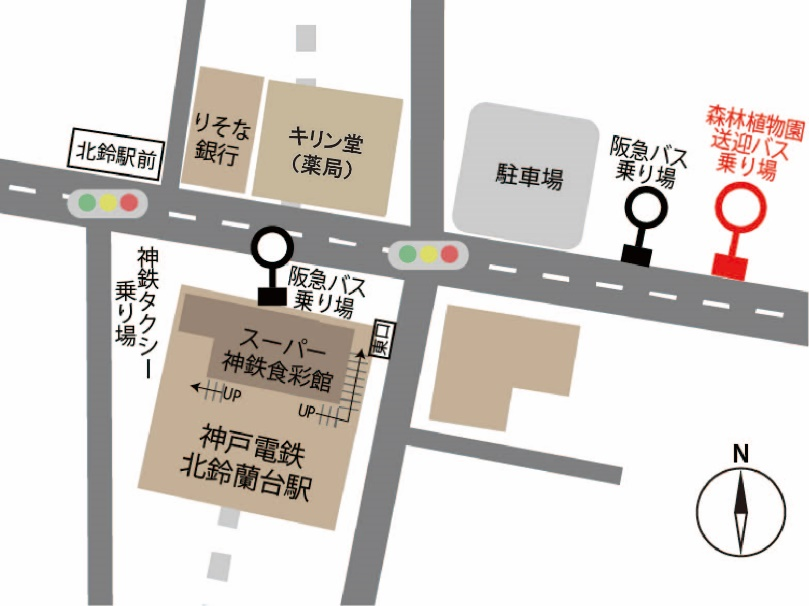 りそな
銀行
キリン堂
（薬局）
北鈴駅前
駐車場
阪急バス
乗り場
森林植物園
送迎バス
乗り場
神鉄タクシー
乗り場
阪急バス
乗り場
東口
スーパー
神鉄食彩館
UP
UP
神戸電鉄
北鈴蘭台駅
N